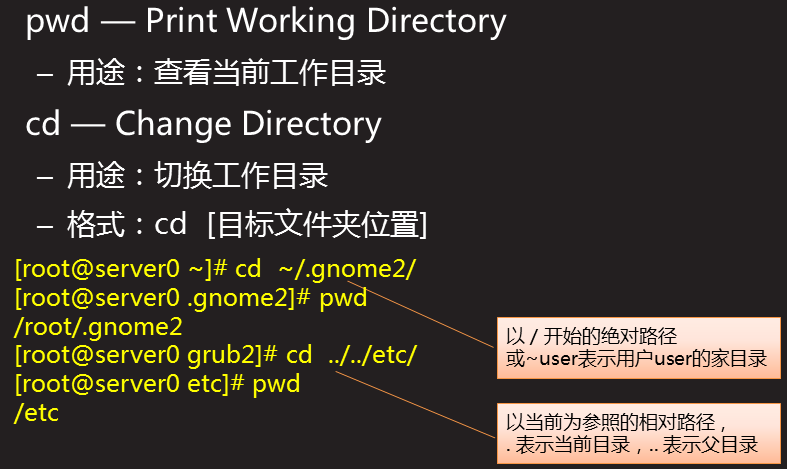 pwd — Print Working Directory
– 用途：查看当前工作目录
cd — Change Directory
– 用途：切换工作目录
– 格式：cd [目标文件夹位置]
[root@server0 ~]# cd ~/.gnome2/
[root@server0 .gnome2]# pwd
/root/.gnome2
[root@server0 grub2]# cd ../../etc/
[root@server0 etc]# pwd
/etc
以 / 开始的绝对路径
或~user表示用户user的家目录
以当前为参照的相对路径，
. 表示当前目录，.. 表示父目录